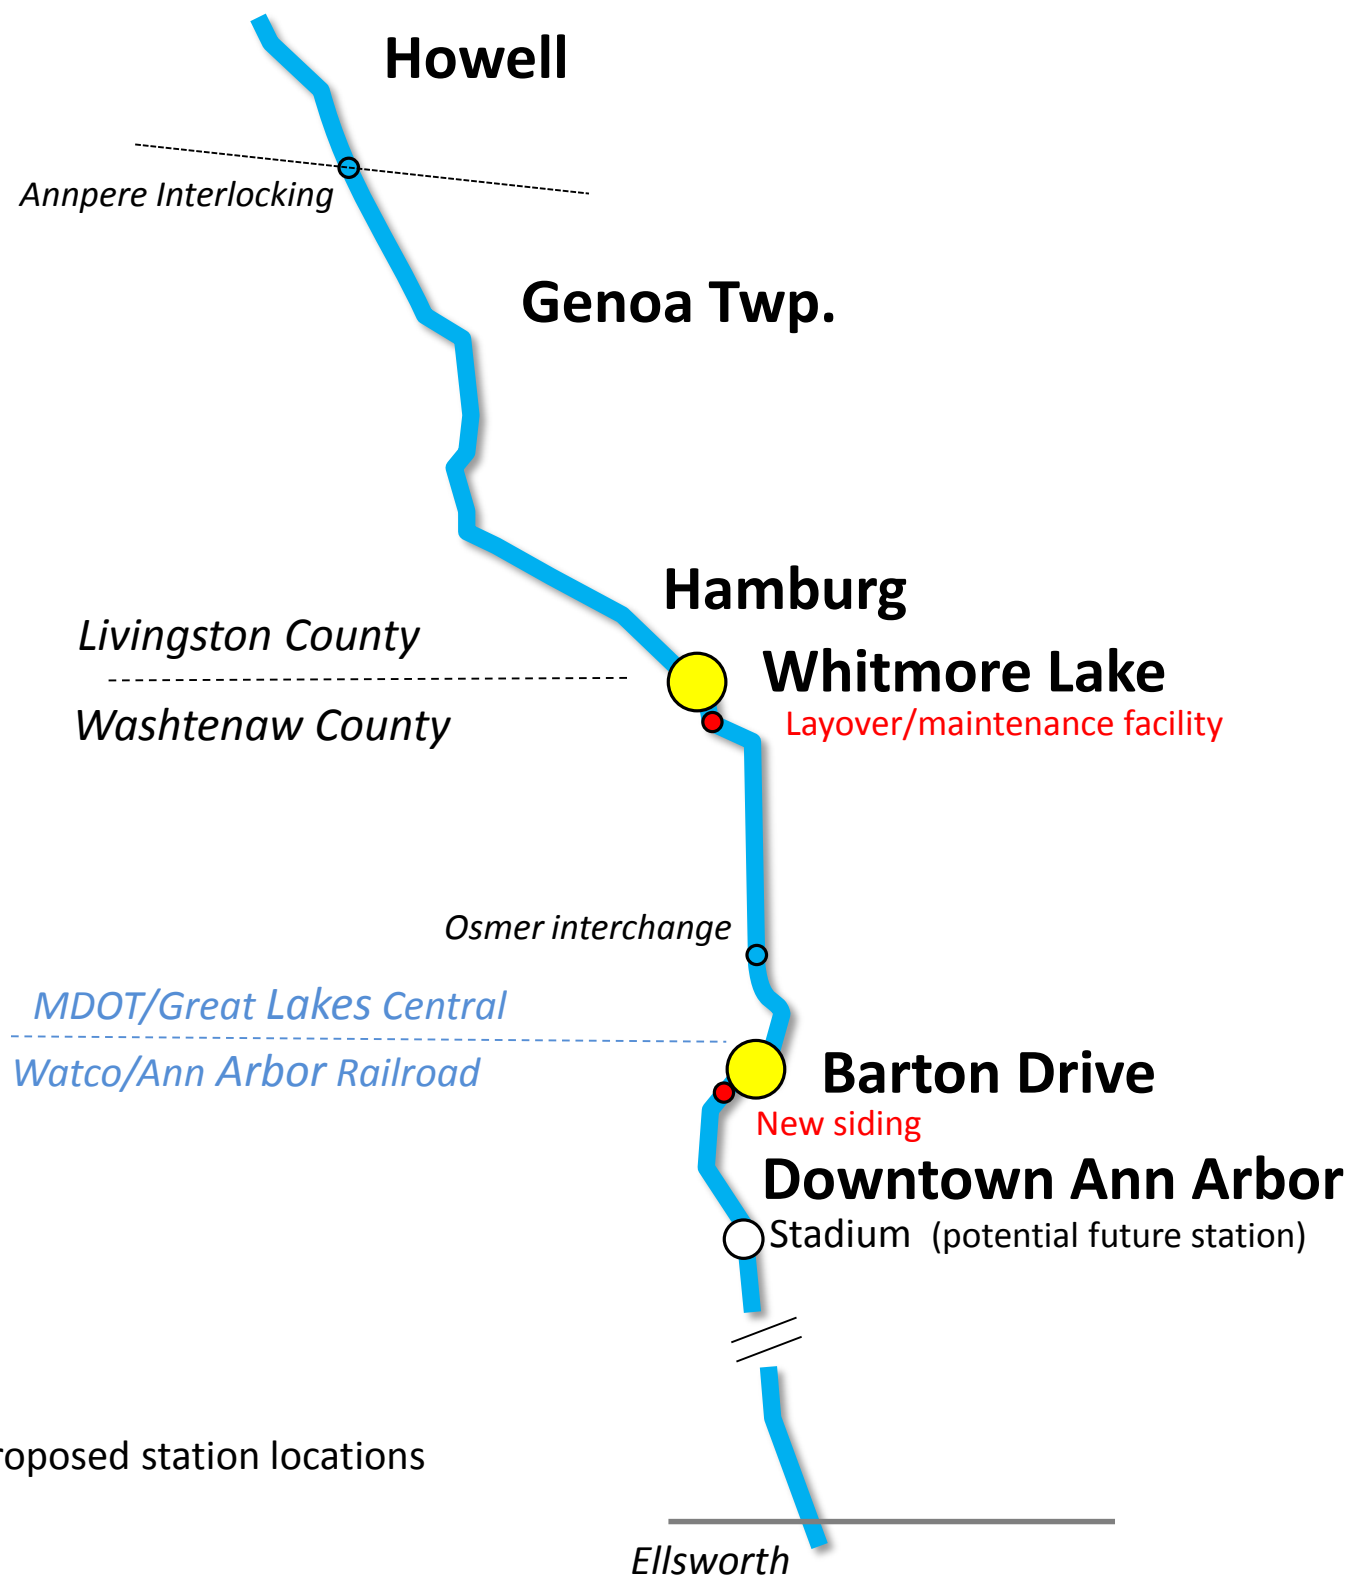 Howell
Annpere Interlocking
Genoa Twp.
Hamburg
Livingston County
Whitmore Lake
Washtenaw County
Layover/maintenance facility
Osmer interchange
MDOT/Great Lakes Central
Watco/Ann Arbor Railroad
Barton Drive
New siding
Downtown Ann Arbor
Stadium (potential future station)
roposed station locations
Ellsworth